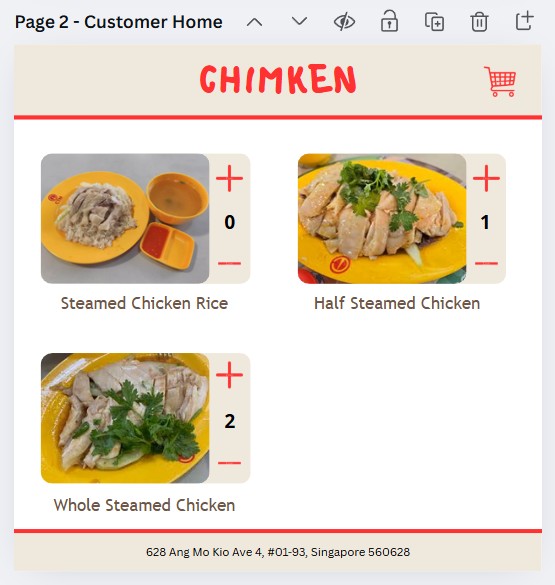 Page 2 - Customer Home
CHIMKEN
0
1
Steamed Chicken Rice
Half Steamed Chicken
2
Whole Steamed Chicken
628 Ang Mo Kio Ave 4, #01-93, Singapore 560628